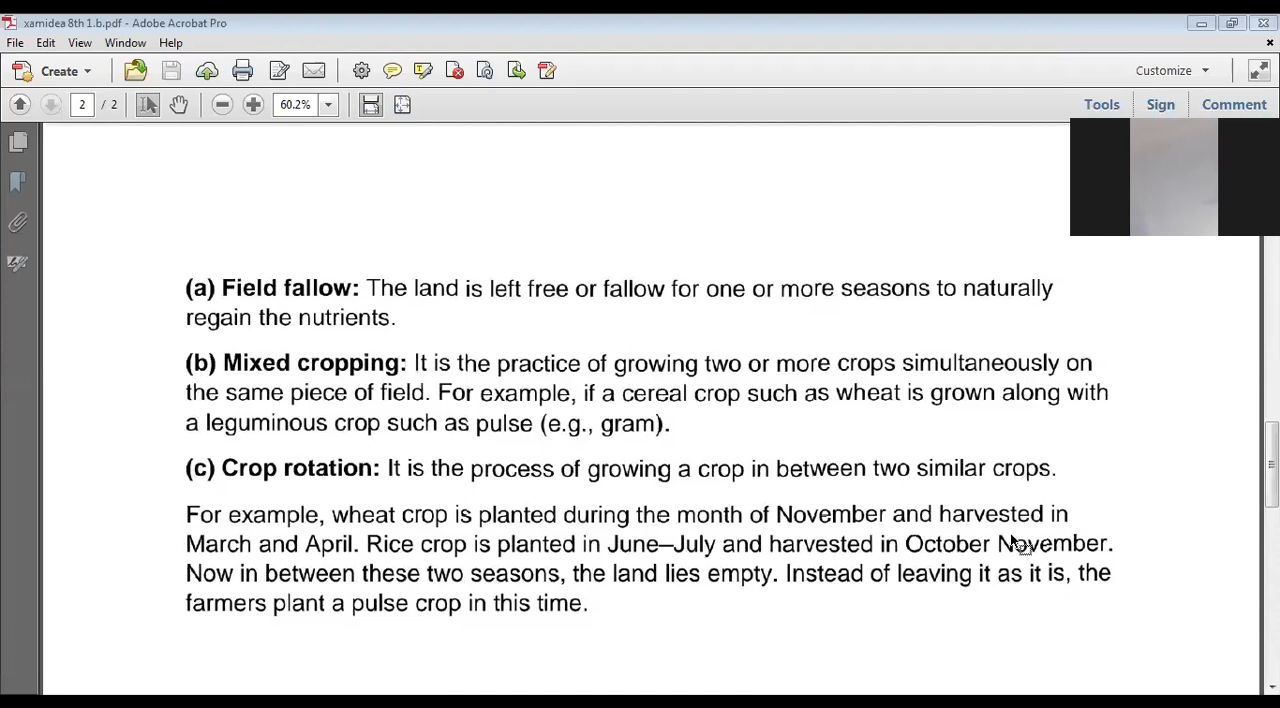 xamidea 8th 1.b.pdf - Adobe Acrobat Pro
File Edit View Window Help
Create Customize
2 / 2 60.2% Tools Sign Comment
(a) Field fallow: The land is left free or fallow for one or more seasons to naturally
regain the nutrients.
(b) Mixed cropping: It is the practice of growing two or more crops simultaneously on
the same piece of field. For example, if a cereal crop such as wheat is grown along with
a leguminous crop such as pulse (e.g., gram).
(c) Crop rotation: It is the process of growing a crop in between two similar crops.
For example, wheat crop is planted during the month of November and harvested in
March and April. Rice crop is planted in June–July and harvested in October November.
Now in between these two seasons, the land lies empty. Instead of leaving it as it is, the
farmers plant a pulse crop in this time.